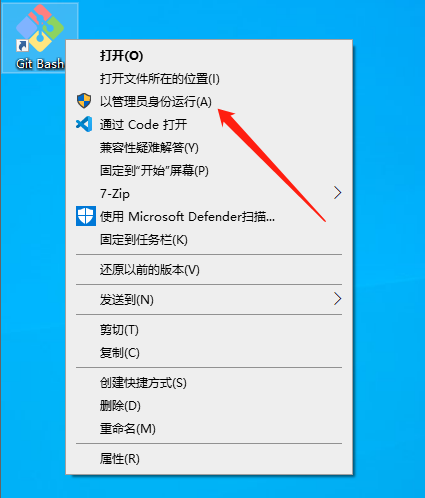 Git Bash
打开(O)
打开文件所在的位置(I)
以管理员身份运行(A)
通过 Code 打开
兼容性疑难解答(Y)
固定到"开始"屏幕(P)
7-Zip
使用 Microsoft Defender扫描...
固定到任务栏(K)
还原以前的版本(V)
发送到(N)
剪切(T)
复制(C)
创建快捷方式(S)
删除(D)
重命名(M)
属性(R)